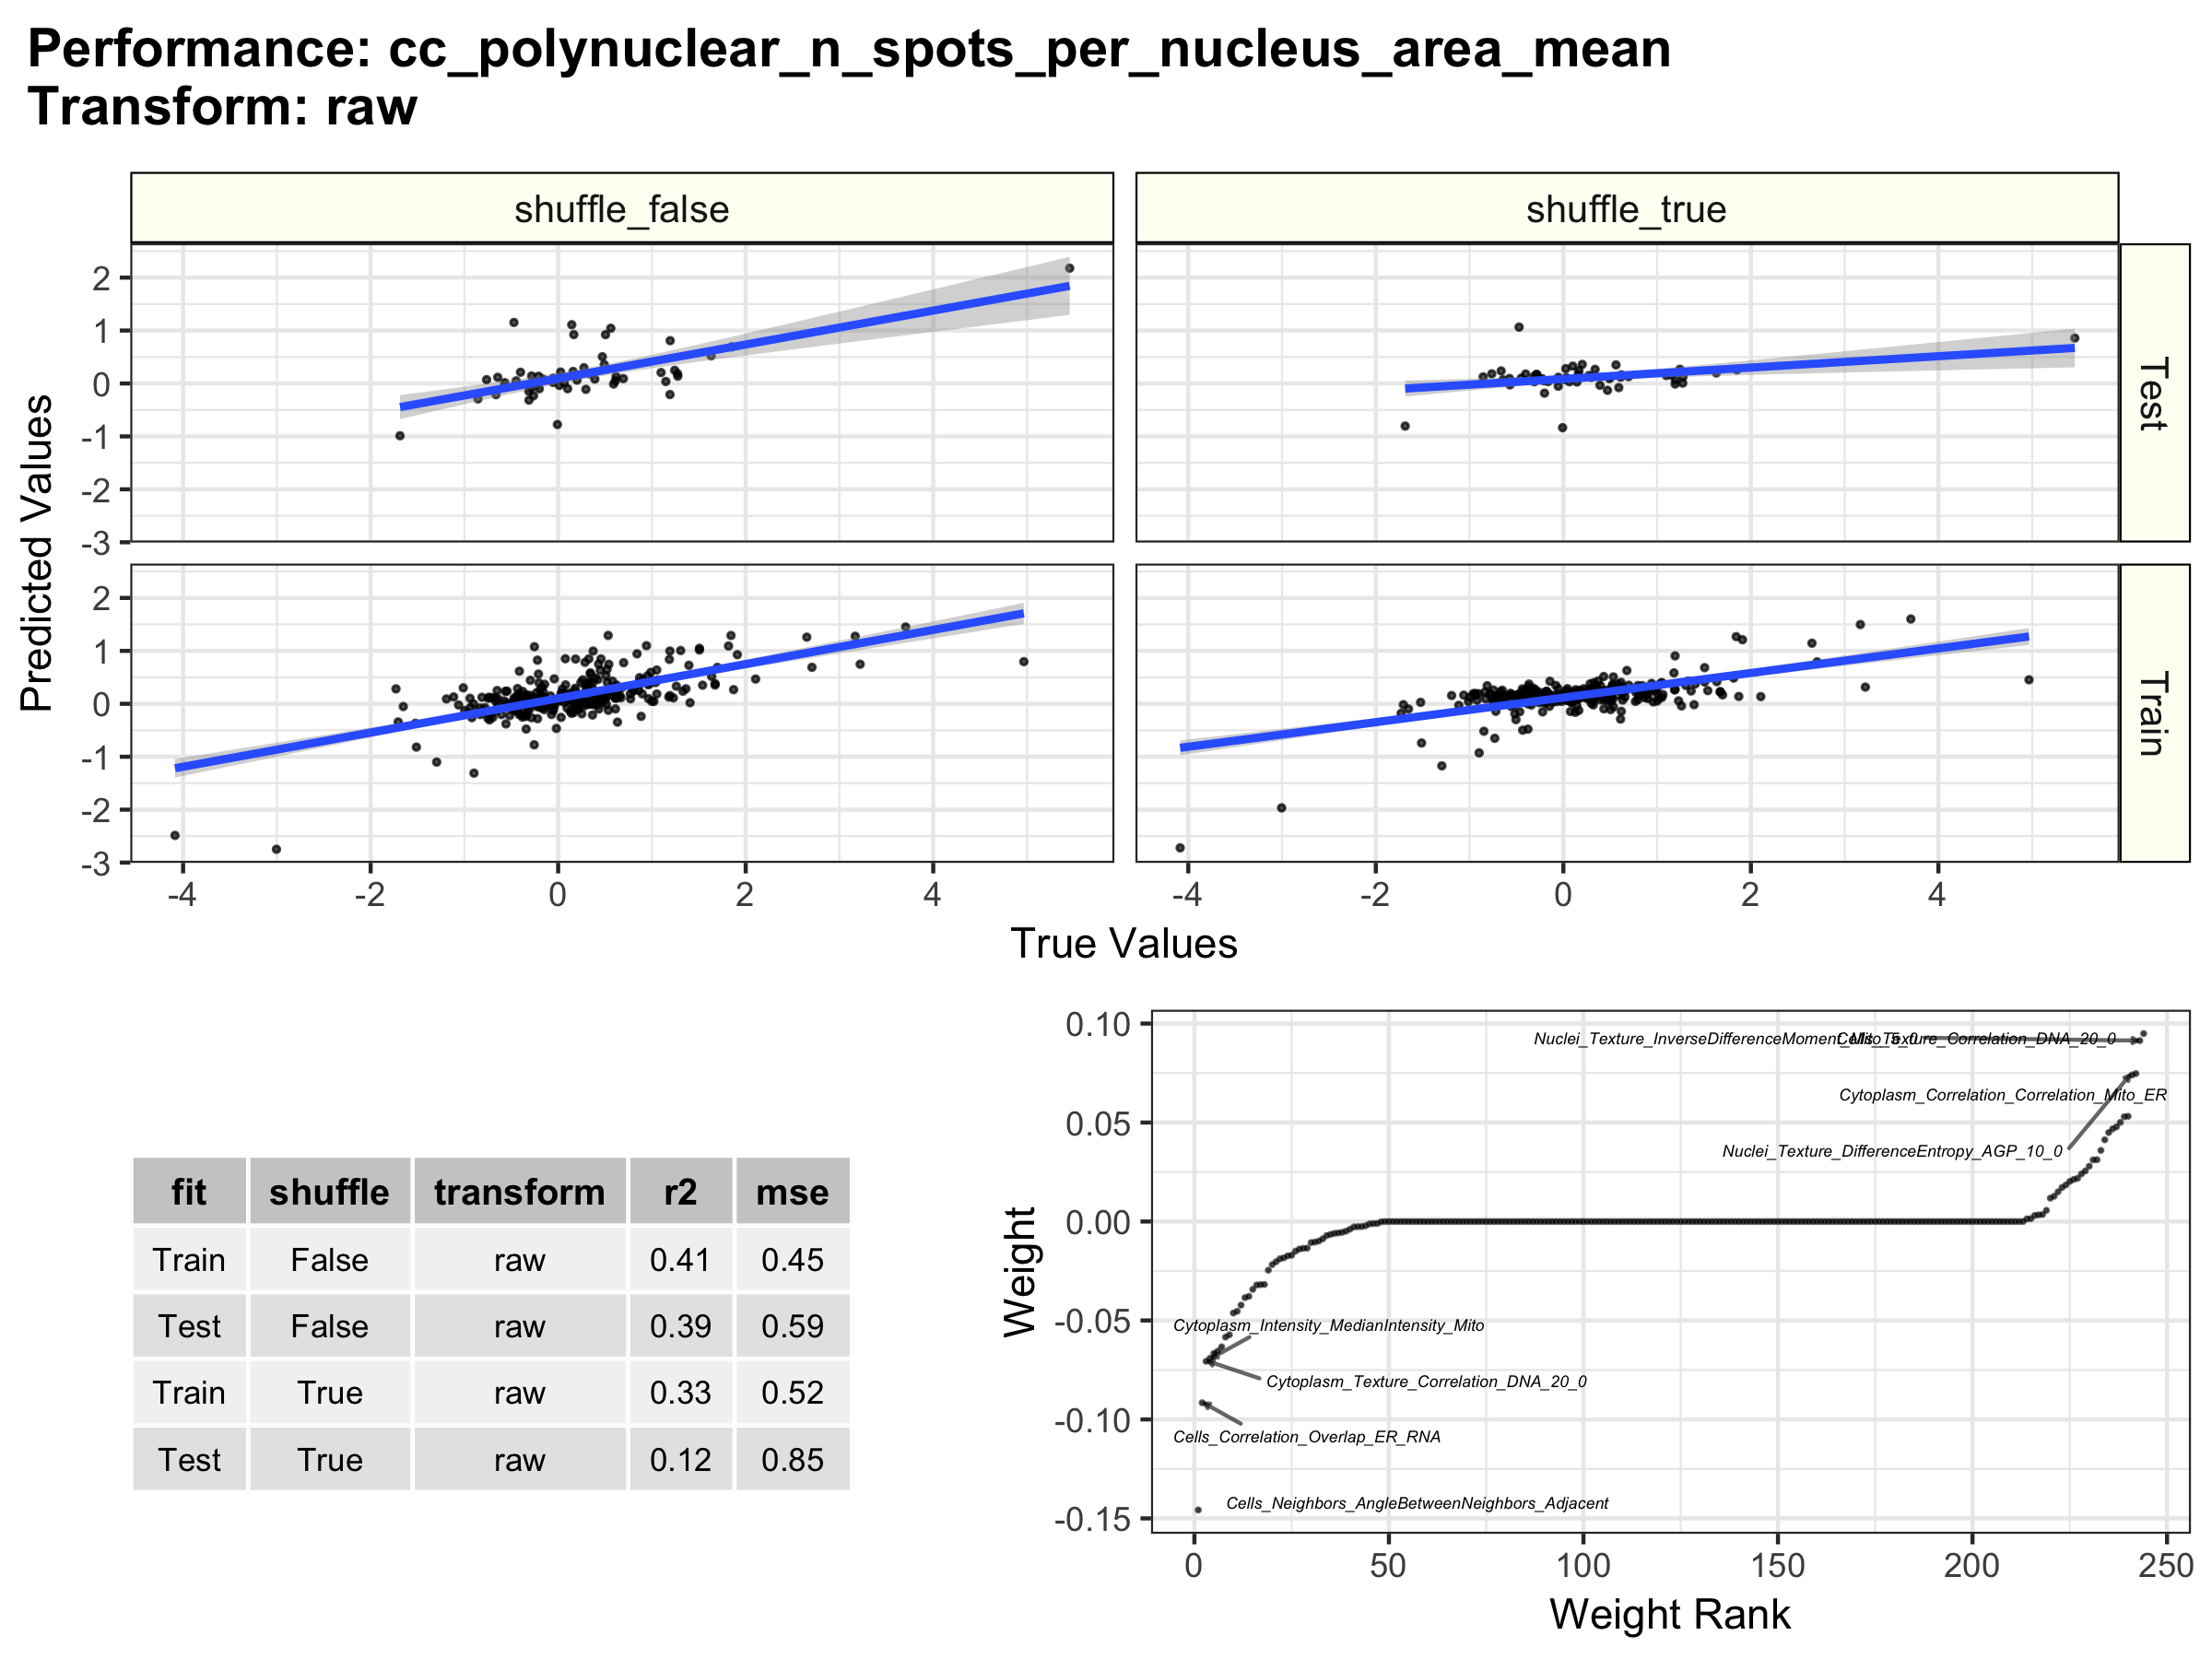 Performance: cc_polynuclear_n_spots_per_nucleus_area_mean
Transform: raw
shuffle_false
shuffle_true
Predicted Values
2
1
0
-1
-2
-3
Test
2
1
0
-1
-2
-3
Train
-4 -2 0 2 4
-4 -2 0 2 4
True Values
fit shuffle transform r2 mse
Train False raw 0.41 0.45
Test False raw 0.39 0.59
Train True raw 0.33 0.52
Test True raw 0.12 0.85
Weight
0.10
0.05
0.00
-0.05
-0.10
-0.15
Nuclei_Texture_InverseDifferenceMoment_Mito_5_0
Cells_Texture_Correlation_DNA_20_0
Cytoplasm_Correlation_Correlation_Mito_ER
Nuclei_Texture_DifferenceEntropy_AGP_10_0
Cytoplasm_Intensity_MedianIntensity_Mito
Cytoplasm_Texture_Correlation_DNA_20_0
Cells_Correlation_Overlap_ER_RNA
Cells_Neighbors_AngleBetweenNeighbors_Adjacent
0 50 100 150 200 250
Weight Rank